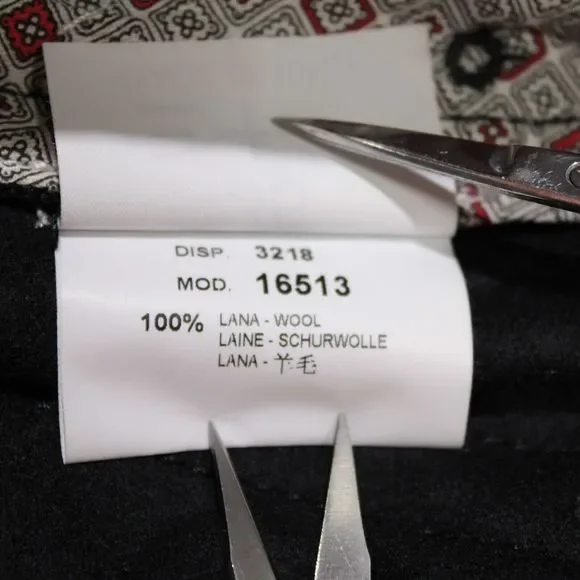 DISP. 3218
MOD. 16513
100% LANA - WOOL
LAINE - SCHURWOLLE
LANA - 羊毛